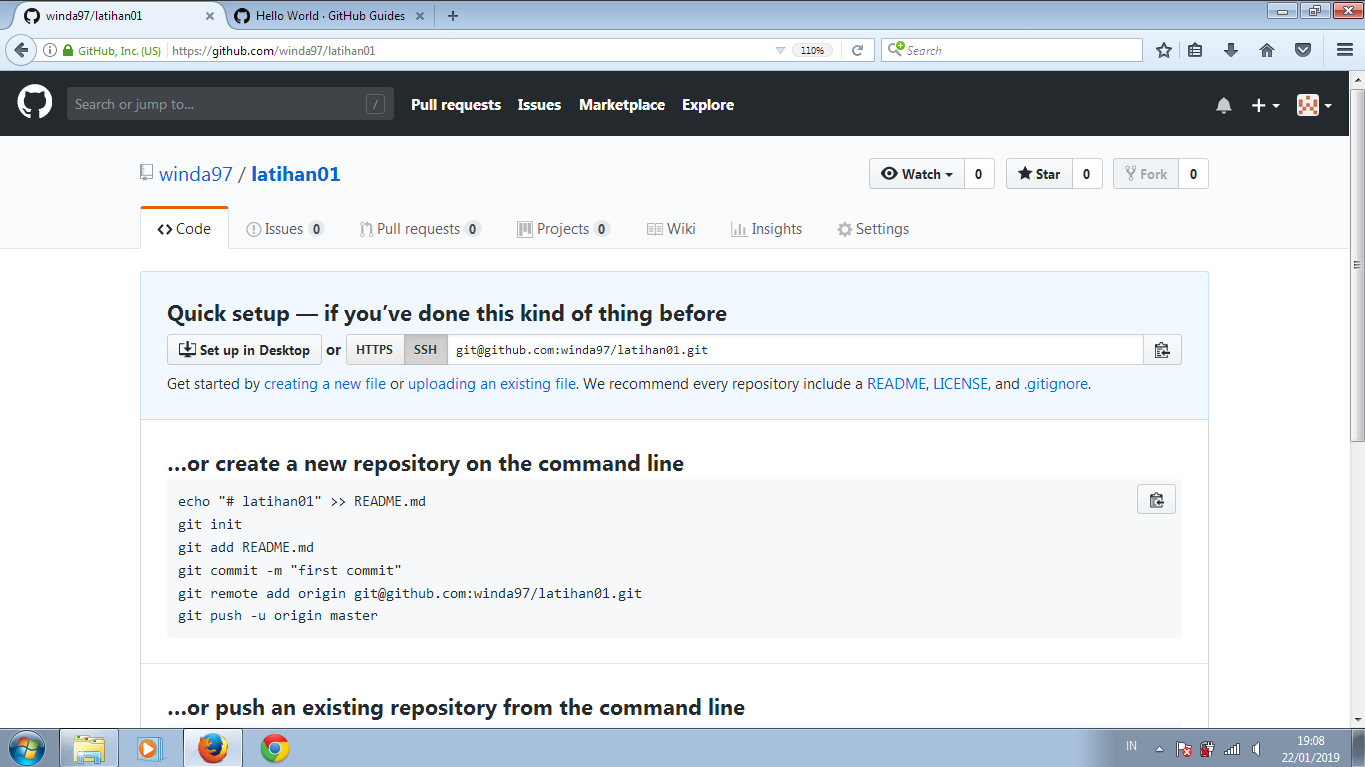 winda97/latihan01
Hello World · GitHub Guides
GitHub, Inc. (US)
https://github.com/winda97/latihan01
110%
Search
Search or jump to...
/
Pull requests
Issues
Marketplace
Explore
winda97 / latihan01
Watch 0
Star 0
Fork 0
Code
Issues 0
Pull requests 0
Projects 0
Wiki
Insights
Settings
Quick setup — if you’ve done this kind of thing before
Set up in Desktop or HTTPS SSH git@github.com:winda97/latihan01.git
Get started by creating a new file or uploading an existing file. We recommend every repository include a README, LICENSE, and .gitignore.
…or create a new repository on the command line
echo "# latihan01" >> README.md
git init
git add README.md
git commit -m "first commit"
git remote add origin git@github.com:winda97/latihan01.git
git push -u origin master
…or push an existing repository from the command line
IN
19:08
22/01/2019